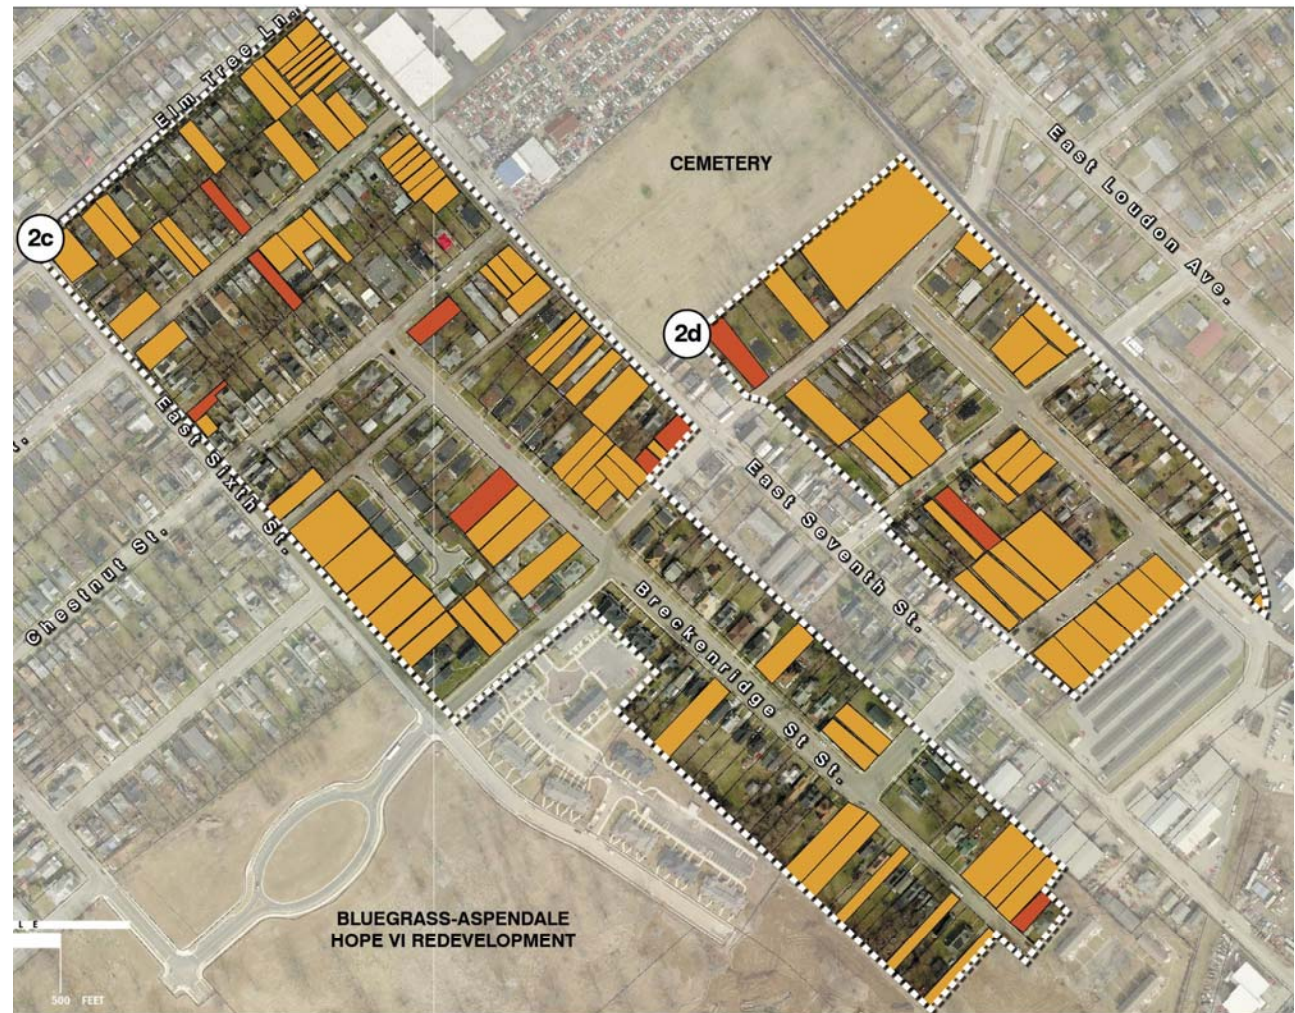 Elm Tree Ln.
CEMETERY
East Loudon Ave.
2c
2d
East Sixth St.
East Seventh St.
Chestnut St.
Breckenridge St St.
BLUEGRASS-ASPENDALE
HOPE VI REDEVELOPMENT
L E
500 FEET